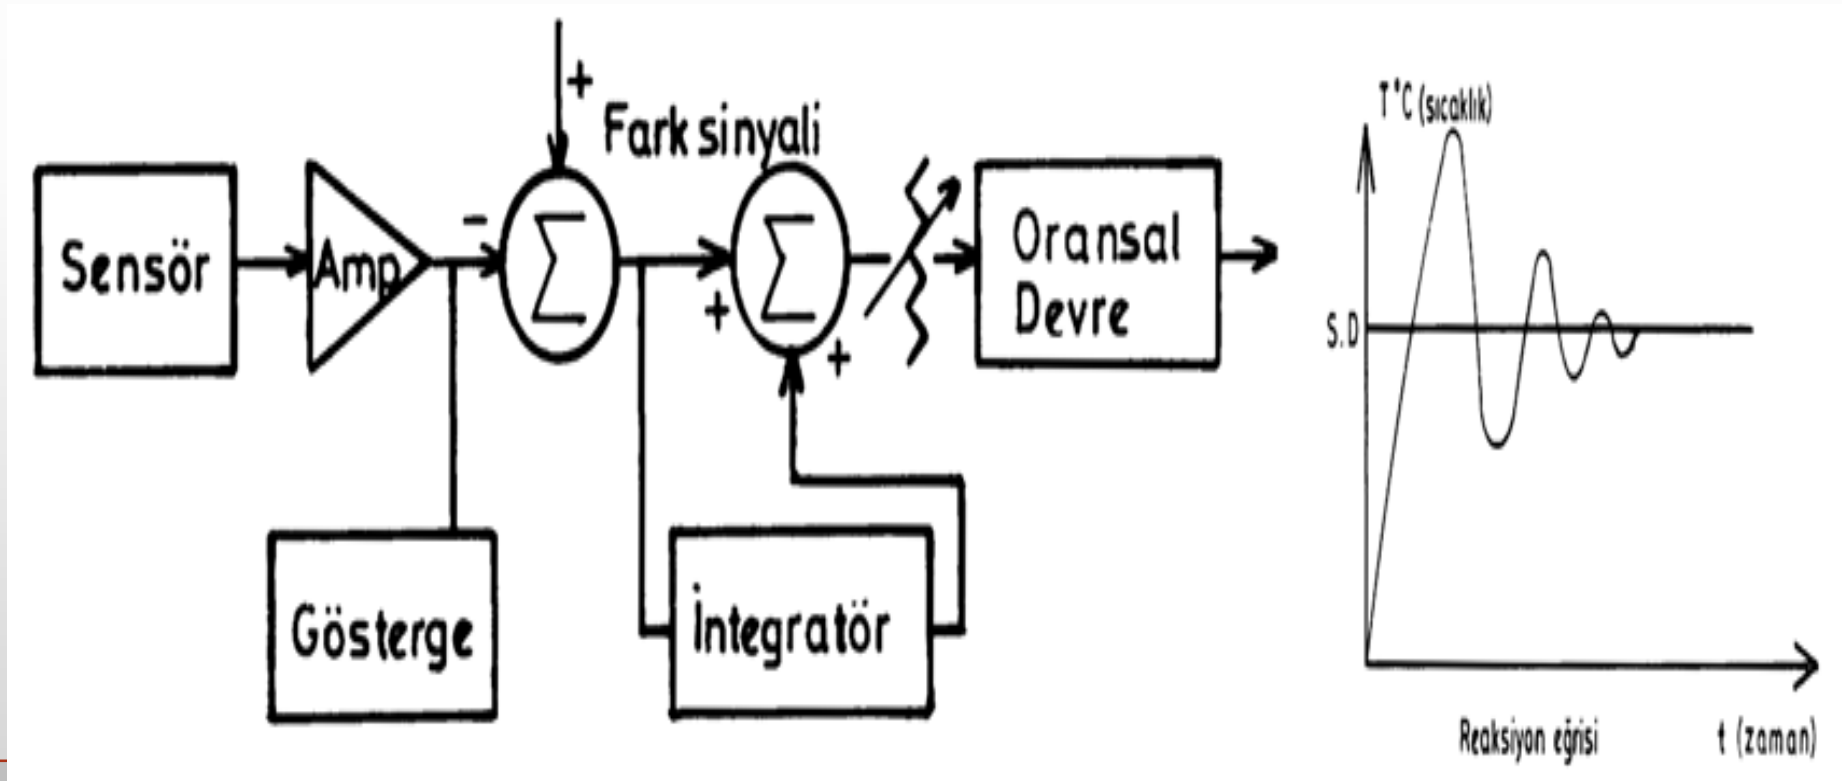 +
Fark sinyali
Sensör
Amp
-
Σ
+
Σ
+
Oransal
Devre
Gösterge
İntegratör
T°C (sıcaklık)
S.D
Reaksiyon eğrisi
t (zaman)